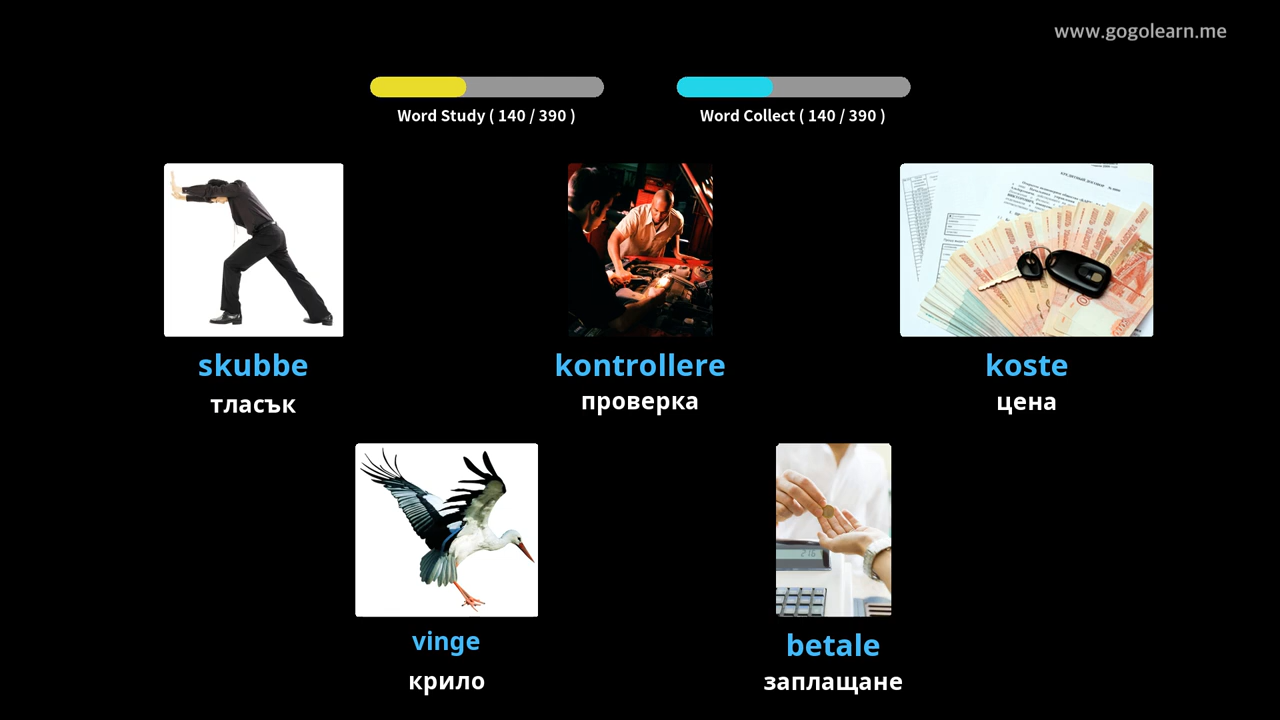 www.gogolearn.me
Word Study ( 140 / 390 )
Word Collect ( 140 / 390 )
skubbe
тласък
kontrollere
проверка
koste
цена
vinge
крило
betale
заплащане